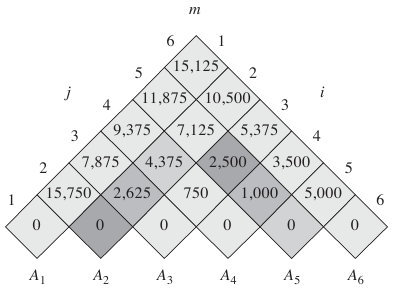 m
6 1
15,125
5 2
j 11,875 10,500 i
4 3
9,375 7,125 5,375
3 4
7,875 4,375 2,500 3,500
2 5
15,750 2,625 750 1,000 5,000
1 6
0 0 0 0 0 0
A1 A2 A3 A4 A5 A6